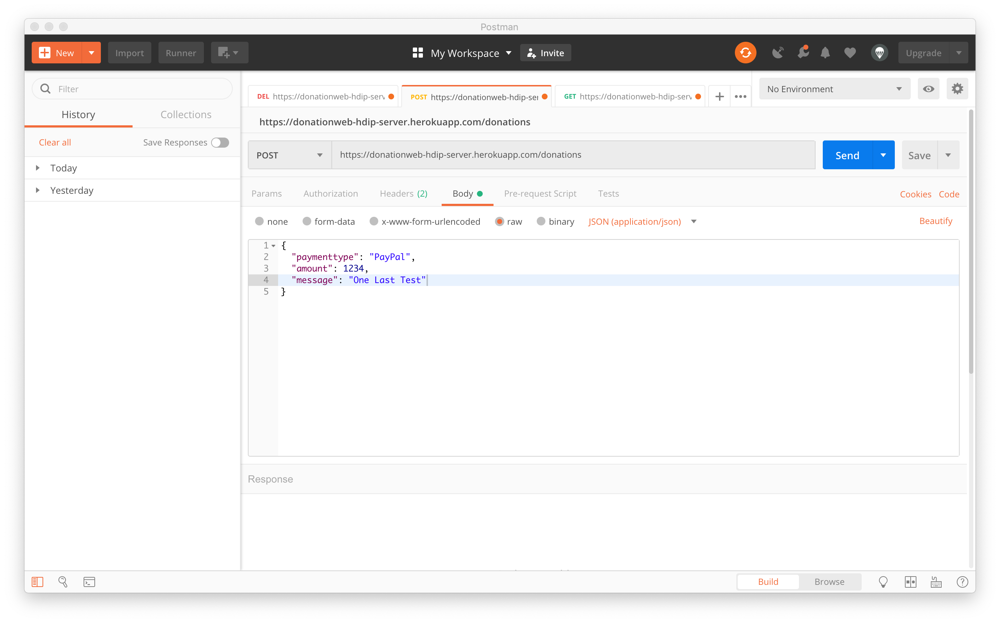 Postman
New
Import
Runner
My Workspace
Invite
Upgrade
Filter
History
Collections
Clear all
Save Responses
Today
Yesterday
DEL https://donationweb-hdip-serv
POST https://donationweb-hdip-ser
GET https://donationweb-hdip-serv
No Environment
https://donationweb-hdip-server.herokuapp.com/donations
POST
https://donationweb-hdip-server.herokuapp.com/donations
Send
Save
Params
Authorization
Headers (2)
Body
Pre-request Script
Tests
Cookies
Code
none
form-data
x-www-form-urlencoded
raw
binary
JSON (application/json)
Beautify
1 {
2 "paymenttype": "PayPal",
3 "amount": 1234,
4 "message": "One Last Test"
5 }
Response
Build
Browse